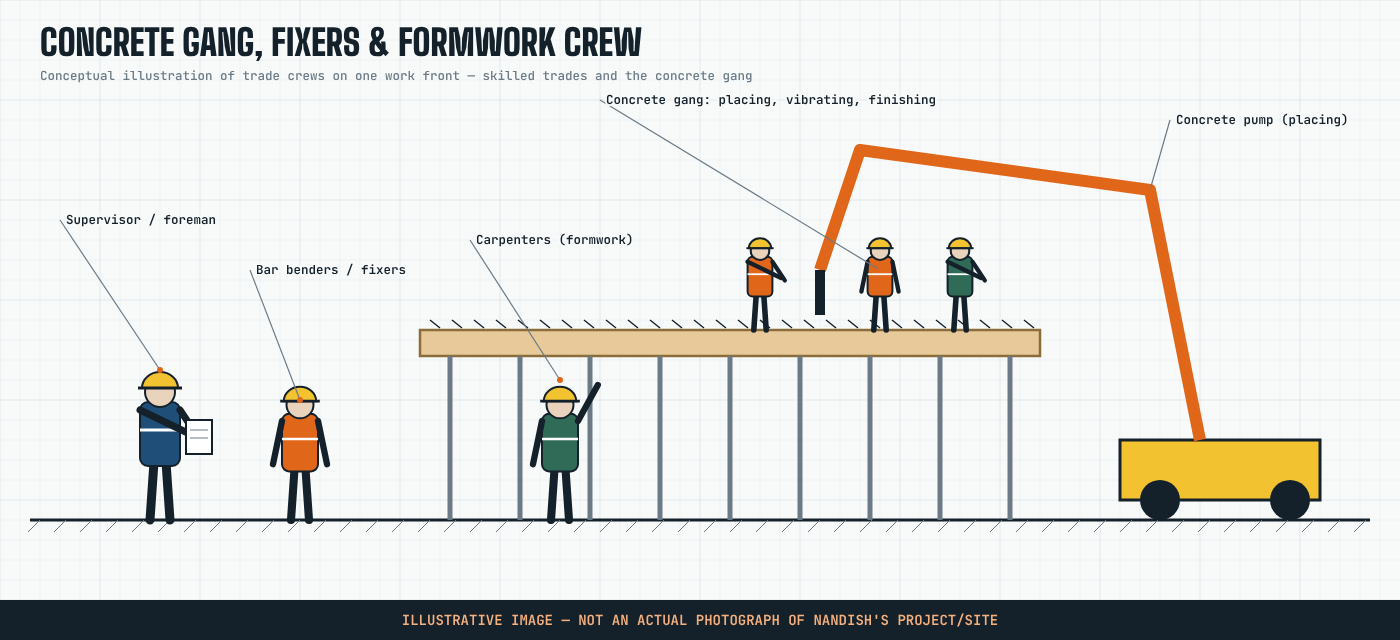 CONCRETE GANG, FIXERS & FORMWORK CREW
Conceptual illustration of trade crews on one work front — skilled trades and the concrete gang
Concrete gang: placing, vibrating, finishing
Concrete pump (placing)
Supervisor / foreman
Carpenters (formwork)
Bar benders / fixers
ILLUSTRATIVE IMAGE — NOT AN ACTUAL PHOTOGRAPH OF NANDISH'S PROJECT/SITE